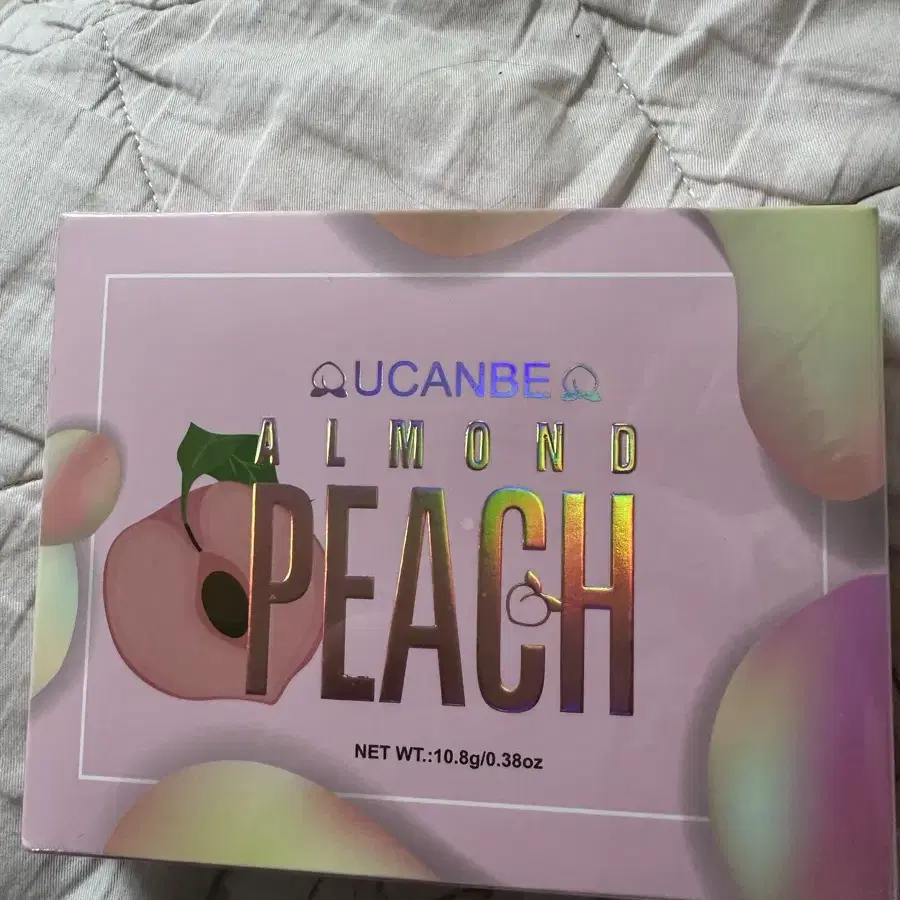 UCANBE
ALMOND
PEACH
NET WT.:10.8g/0.38oz